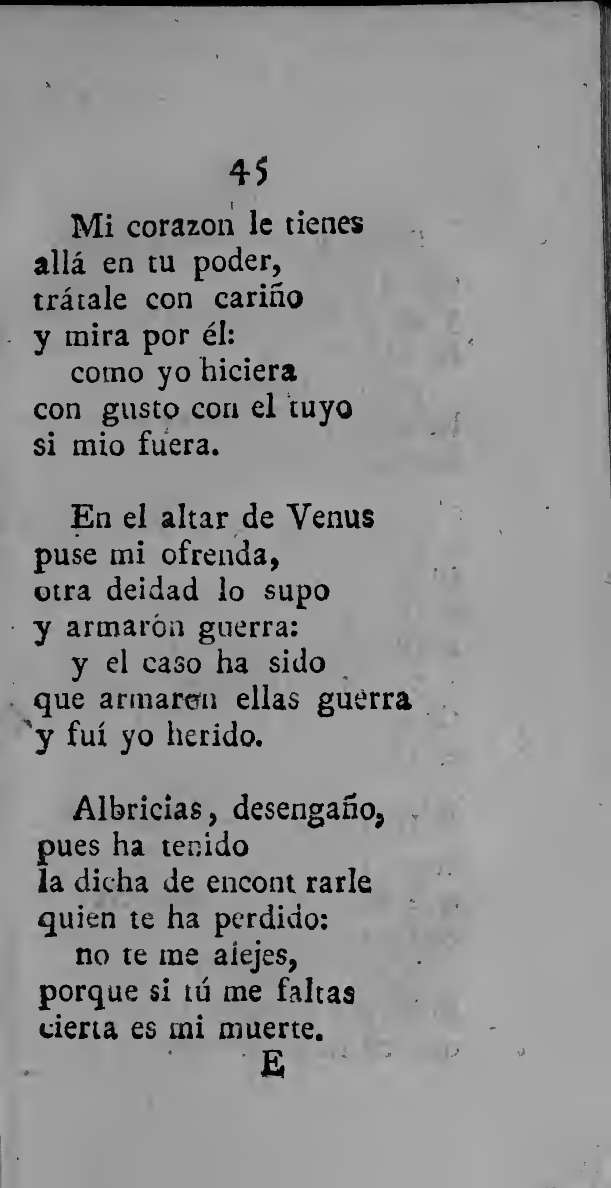 45
Mi corazon le tienes
allá en tu poder,
trátale con cariño
y mira por él:
como yo hiciera
con gusto con el tuyo
si mio fuera.
En el altar de Venus
puse mi ofrenda,
otra deidad lo supo
y armarón guerra:
y el caso ha sido
que armaron ellas guerra
y fuí yo herido.
Albricias, desengaño,
pues ha tenido
la dicha de encont rarle
quien te ha perdido:
no te me alejes,
porque si tú me faltas
cierta es mi muerte.
E